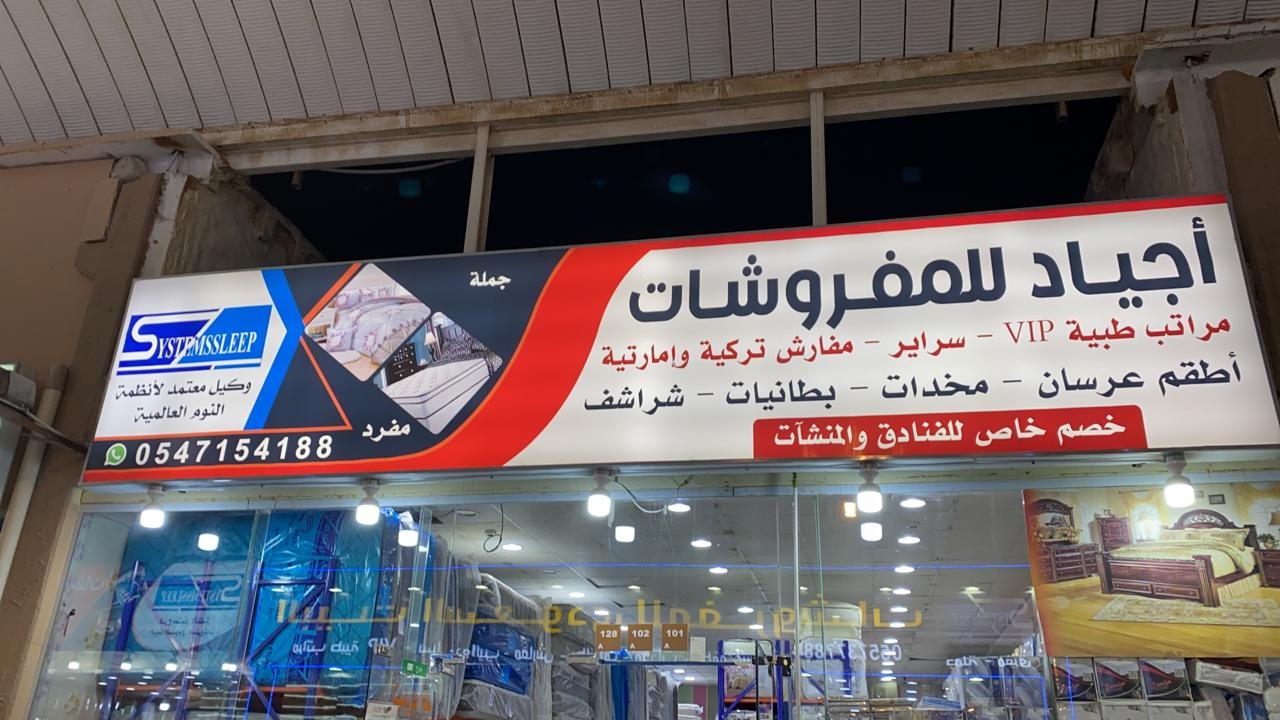 أجياد للمفروشات
مراتب طبية VIP - سراير - مفارش تركية وإمارتية
أطقم عرسان - مخدات - بطانيات - شراشف
خصم خاص للفنادق والمنشآت
جملة
مفرد
SYSTEMSSLEEP
وكيل معتمد لأنظمة
النوم العالمية
0547154188
128 102 101
A A A